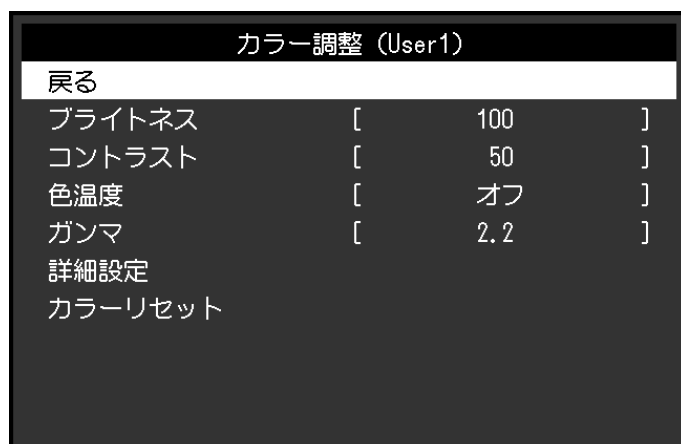 カラー調整（User1）
戻る
ブライトネス [ 100 ]
コントラスト [ 50 ]
色温度 [ オフ ]
ガンマ [ 2.2 ]
詳細設定
カラーリセット